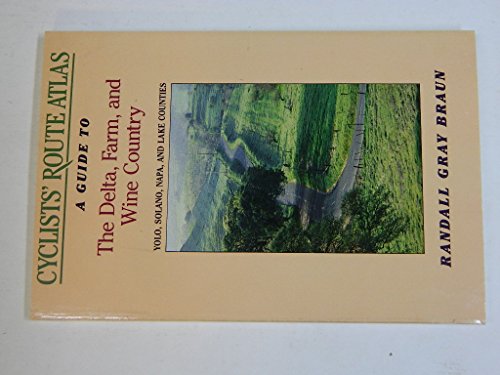 CYCLISTS' ROUTE ATLAS
A GUIDE TO
The Delta, Farm, and
Wine Country
YOLO, SOLANO, NAPA, AND LAKE COUNTIES
RANDALL GRAY BRAUN